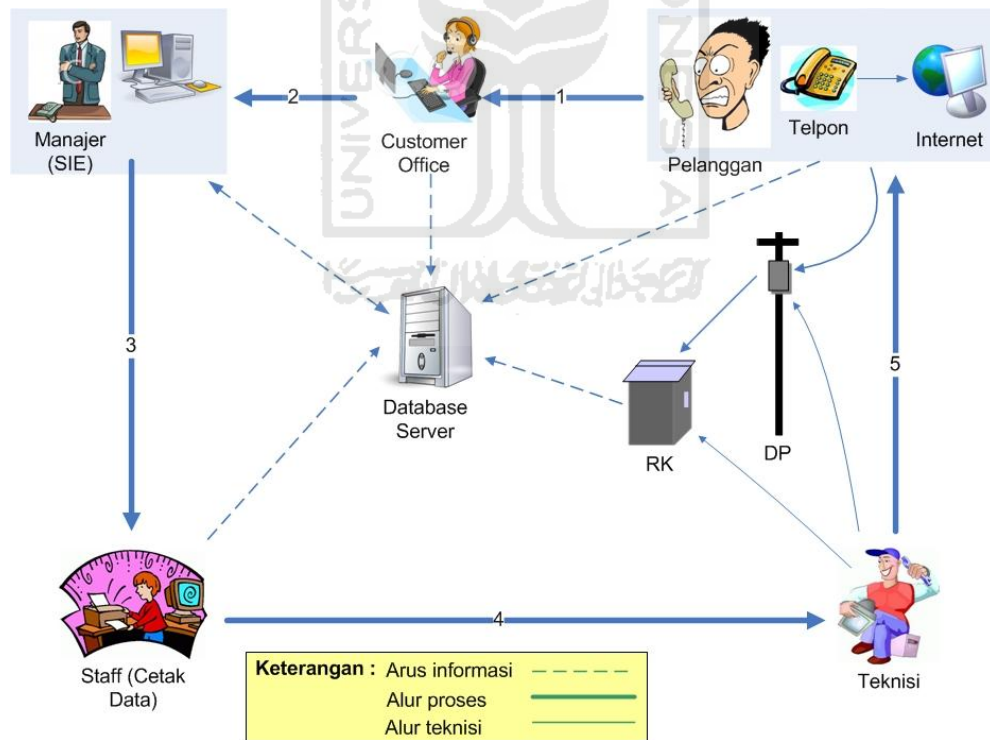 Manajer
(SIE)
2
Customer
Office
1
Pelanggan
Telpon
Internet
3
Database
Server
RK
DP
5
Staff (Cetak
Data)
4
Teknisi
Keterangan : Arus informasi
Alur proses
Alur teknisi